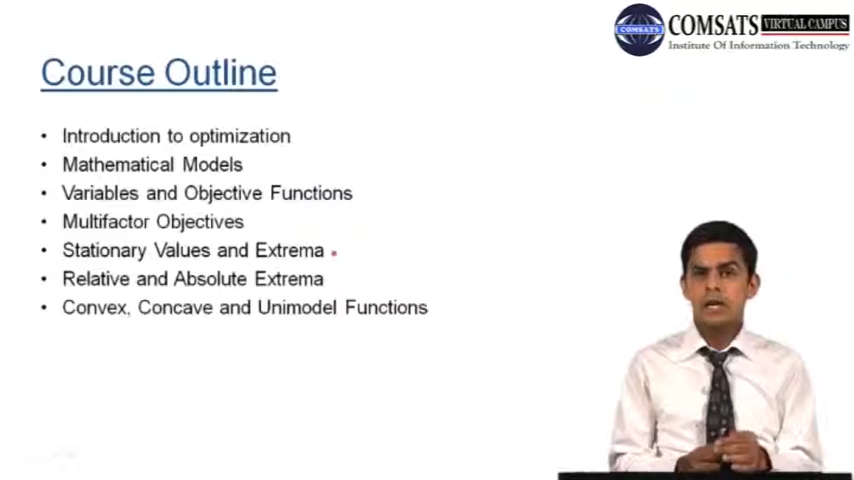 COMSATS VIRTUAL CAMPUS
COMSATS
Institute Of Information Technology
Course Outline
• Introduction to optimization
• Mathematical Models
• Variables and Objective Functions
• Multifactor Objectives
• Stationary Values and Extrema
• Relative and Absolute Extrema
• Convex, Concave and Unimodel Functions